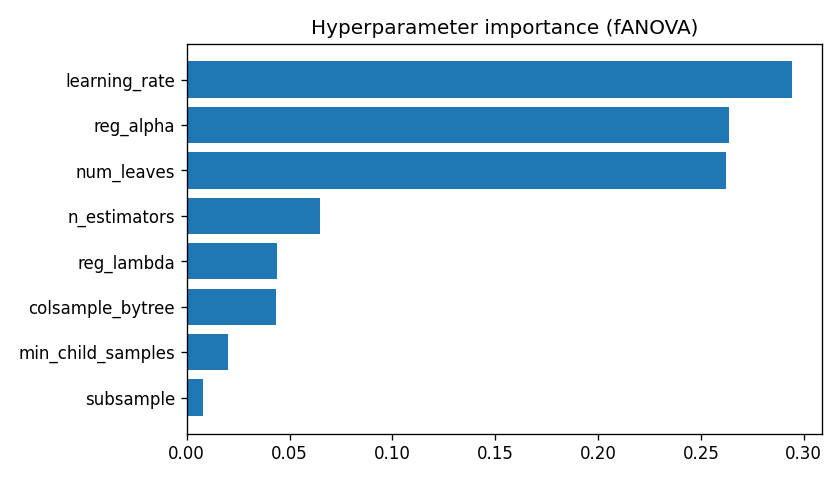 Hyperparameter importance (fANOVA)
learning_rate
reg_alpha
num_leaves
n_estimators
reg_lambda
colsample_bytree
min_child_samples
subsample
0.00 0.05 0.10 0.15 0.20 0.25 0.30